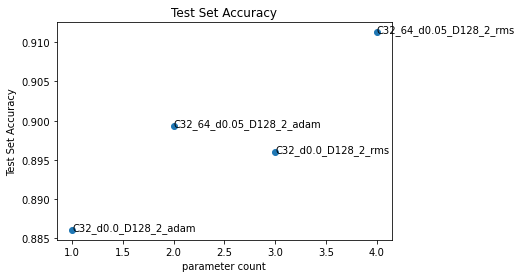 Test Set Accuracy
0.910
0.905
0.900
0.895
0.890
0.885
Test Set Accuracy
C32_64_d0.05_D128_2_rms
C32_64_d0.05_D128_2_adam
C32_d0.0_D128_2_rms
C32_d0.0_D128_2_adam
1.0 1.5 2.0 2.5 3.0 3.5 4.0
parameter count